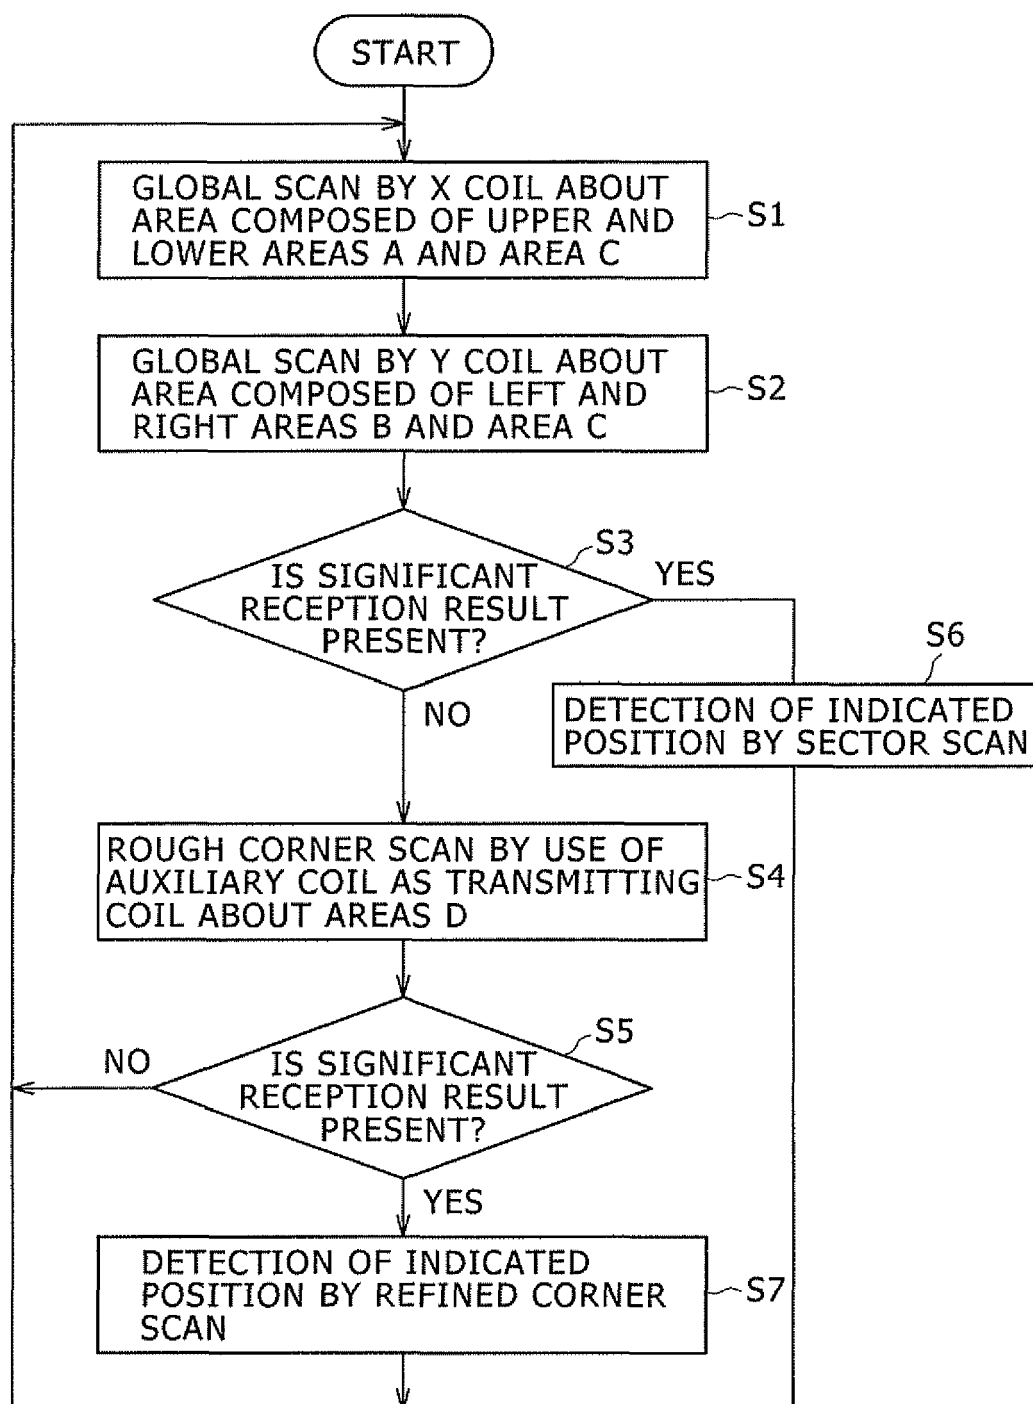 START
GLOBAL SCAN BY X COIL ABOUT
AREA COMPOSED OF UPPER AND
LOWER AREAS A AND AREA C
S1
GLOBAL SCAN BY Y COIL ABOUT
AREA COMPOSED OF LEFT AND
RIGHT AREAS B AND AREA C
S2
S3
IS SIGNIFICANT
RECEPTION RESULT
PRESENT?
YES
NO
S6
DETECTION OF INDICATED
POSITION BY SECTOR SCAN
ROUGH CORNER SCAN BY USE OF
AUXILIARY COIL AS TRANSMITTING
COIL ABOUT AREAS D
S4
S5
IS SIGNIFICANT
RECEPTION RESULT
PRESENT?
NO
YES
DETECTION OF INDICATED
POSITION BY REFINED CORNER
SCAN
S7